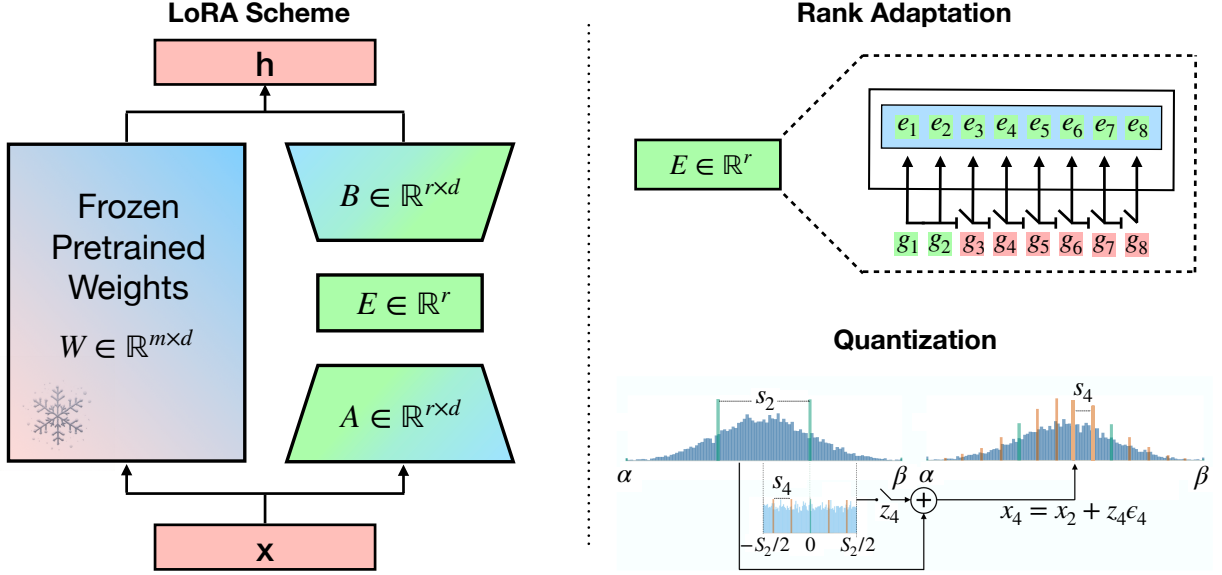 LoRA Scheme
h
Frozen
Pretrained
Weights
W ∈ ℝ^{m×d}
B ∈ ℝ^{r×d}
E ∈ ℝ^r
A ∈ ℝ^{r×d}
x
Rank Adaptation
E ∈ ℝ^r
e₁ e₂ e₃ e₄ e₅ e₆ e₇ e₈
g₁ g₂ g₃ g₄ g₅ g₆ g₇ g₈
Quantization
s₂
α β
s₄
α β
s₄
z₄
+
x₄ = x₂ + z₄ϵ₄
−S₂/2 0 S₂/2